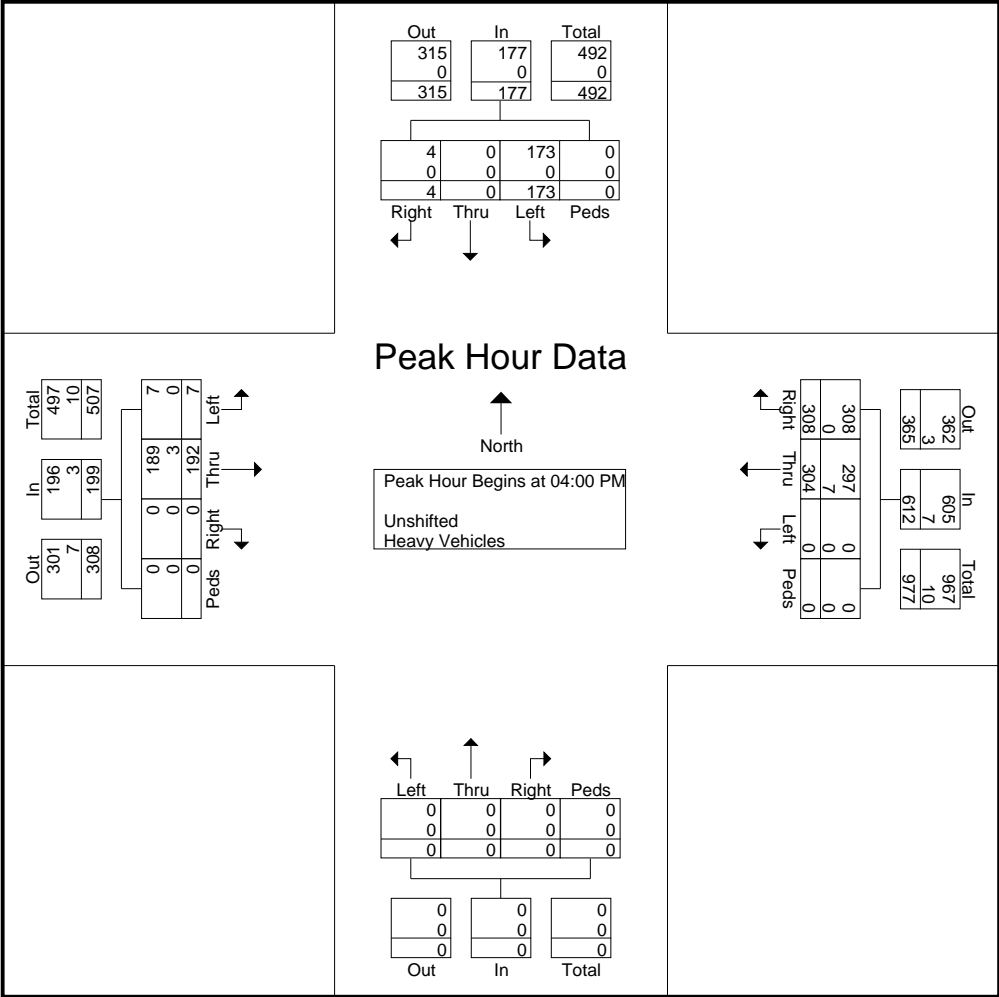 Out In Total
315 177 492
0 0 0
315 177 492
4 0 173 0
0 0 0 0
4 0 173 0
Right Thru Left Peds
Peak Hour Data
North
Peak Hour Begins at 04:00 PM
Unshifted
Heavy Vehicles
Total
497
10
507
In
196
3
199
Out
301
7
308
7
0
7
Left
189
3
192
Thru
0
0
0
Right
0
0
0
Peds
Right
308
0
308
Thru
297
7
304
Left
0
0
0
Peds
0
0
0
Out
362
3
365
In
605
7
612
Total
967
10
977
Left Thru Right Peds
0 0 0 0
0 0 0 0
0 0 0 0
0 0 0
0 0 0
0 0 0
Out In Total